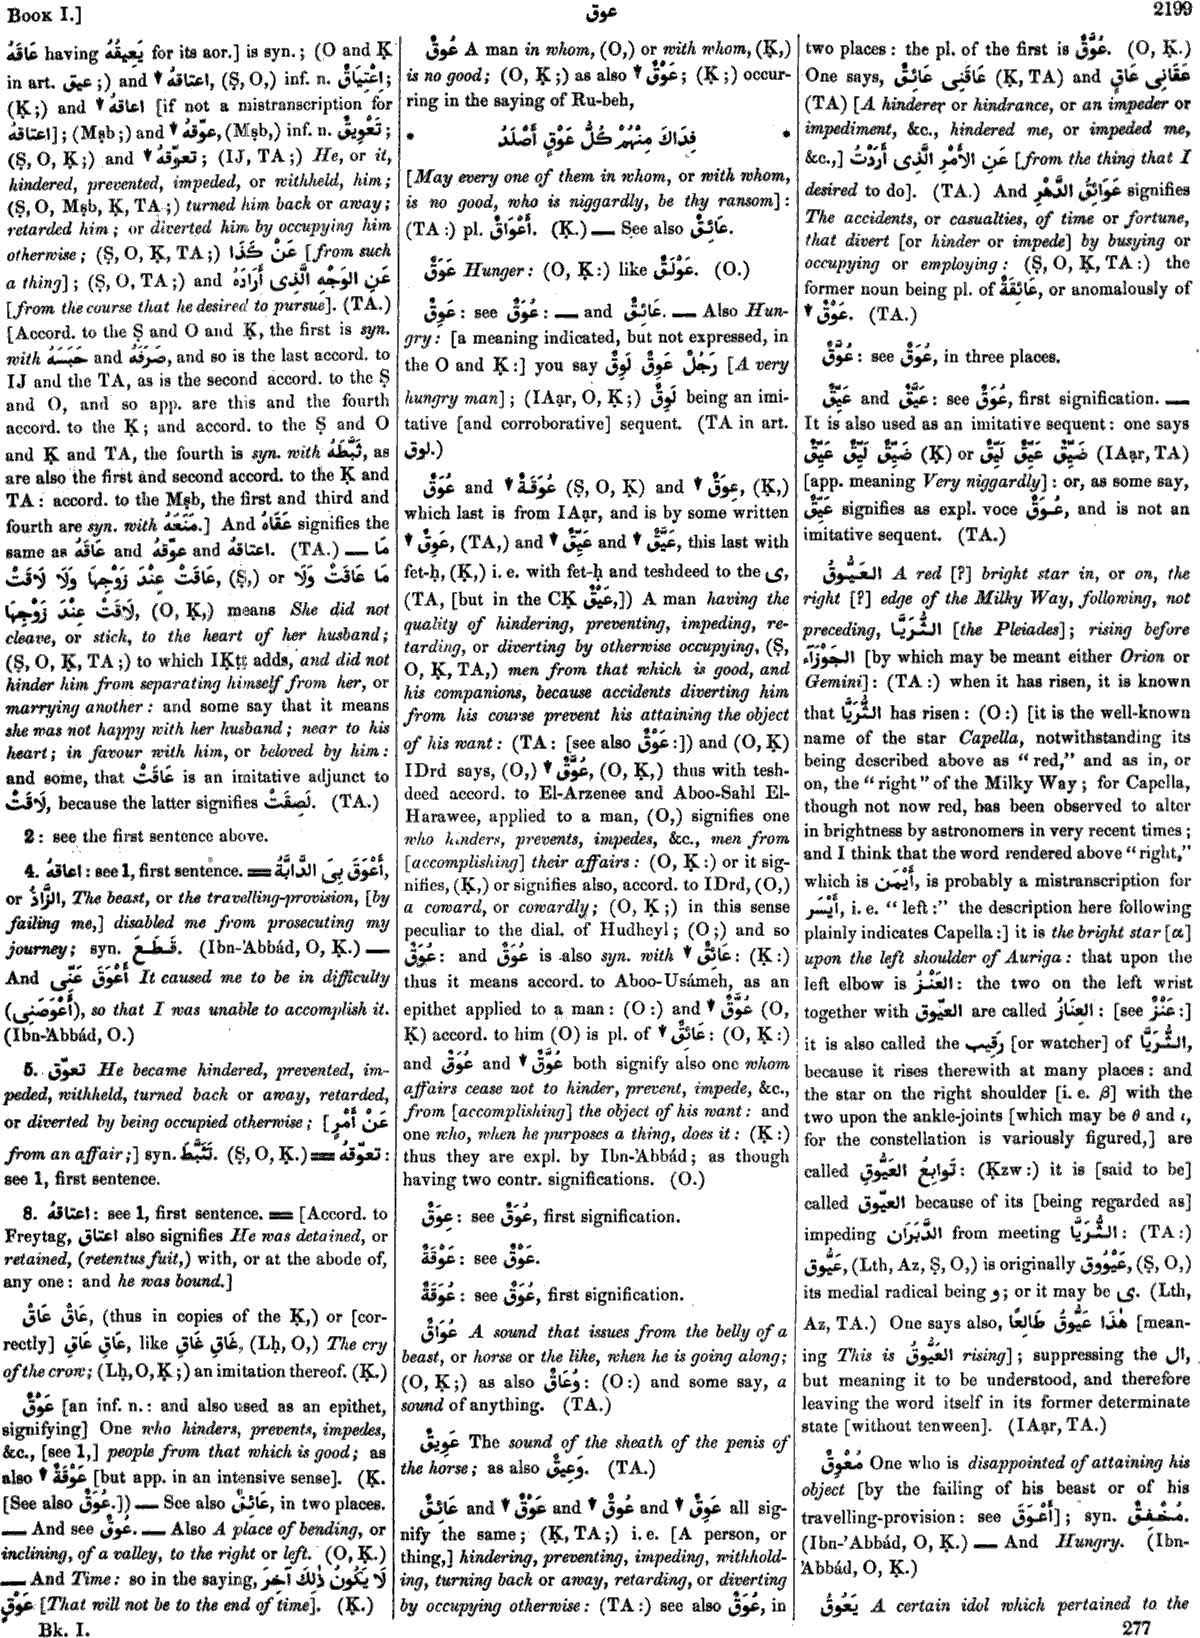 Book I.]
عوق
2199
عَاقَهُ having يَعِيقُهُ for its aor.] is syn.; (O and Ḳ
in art. عيق;) and ↓ اعتاقهُ, (Ṣ, O,) inf. n. اِعْتِيَاقٌ;
(Ḳ;) and ↓ اعاقهُ [if not a mistranscription for
اعتاقهُ]; (Mṣb;) and ↓ عوّقهُ, (Mṣb,) inf. n. تَعْوِيقٌ;
(Ṣ, O, Ḳ;) and ↓ تعوّقهُ; (IJ, TA;) He, or it,
hindered, prevented, impeded, or withheld, him;
(Ṣ, O, Mṣb, Ḳ, TA;) turned him back or away;
retarded him; or diverted him by occupying him
otherwise; (Ṣ, O, Ḳ, TA;) عَنْ كَذَا [from such
a thing]; (Ṣ, O, TA;) and عَنِ الوَجْهِ الَّذِى أَرَادَهُ
[from the course that he desired to pursue]. (TA.)
[Accord. to the Ṣ and O and Ḳ, the first is syn.
with حَبَسَهُ and صَرَفَهُ, and so is the last accord. to
IJ and the TA, as is the second accord. to the Ṣ
and O, and so app. are this and the fourth
accord. to the Ḳ; and accord. to the Ṣ and O
and Ḳ and TA, the fourth is syn. with ثَبَّطَهُ, as
are also the first and second accord. to the Ḳ and
TA: accord. to the Mṣb, the first and third and
fourth are syn. with مَنَعَهُ.] And عَقَاهُ signifies the
same as عَاقَهُ and عوّقهُ and اعتاقهُ. (TA.) — مَا
عَاقَتْ عِنْدَ زَوْجِهَا وَلَا لَاقَتْ, (Ṣ,) or مَا عَاقَتْ وَلَا
لَاقَتْ عِنْدَ زَوْجِهَا, (O, Ḳ,) means She did not
cleave, or stick, to the heart of her husband;
(Ṣ, O, Ḳ, TA;) to which IḲṭṭ adds, and did not
hinder him from separating himself from her, or
marrying another: and some say that it means
she was not happy with her husband; near to his
heart; in favour with him, or beloved by him:
and some, that عَاقَتْ is an imitative adjunct to
لَاقَتْ, because the latter signifies لَصِقَتْ. (TA.)
2: see the first sentence above.
4. اعاقهُ: see 1, first sentence. == أَعْوَقَ بِىَ الدَّابَّةُ,
or الزَّادُ, The beast, or the travelling-provision, [by
failing me,] disabled me from prosecuting my
journey; syn. قَطَعَ. (Ibn-'Abbád, O, Ḳ.) —
And أَعْوَقَ عَنِّى It caused me to be in difficulty
(أَعْوَصَنِى), so that I was unable to accomplish it.
(Ibn-'Abbád, O.)
5. تعوّق He became hindered, prevented, im-
peded, withheld, turned back or away, retarded,
or diverted by being occupied otherwise; [عَنْ أَمْرٍ
from an affair;] syn. تَثَبَّطَ. (Ṣ, O, Ḳ.) == تعوّقهُ:
see 1, first sentence.
8. اعتاقهُ: see 1, first sentence. == [Accord. to
Freytag, اعتاق also signifies He was detained, or
retained, (retentus fuit,) with, or at the abode of,
any one: and he was bound.]
عَاقْ عَاقْ, (thus in copies of the Ḳ,) or [cor-
rectly] عَاقِ عَاقِ, like غَاقِ غَاقِ, (Lḥ, O,) The cry
of the crow; (Lḥ, O, Ḳ;) an imitation thereof. (Ḳ.)
عَوْقٌ [an inf. n.: and also used as an epithet,
signifying] One who hinders, prevents, impedes,
&c., [see 1,] people from that which is good; as
also ↓ عَوْقَةٌ [but app. in an intensive sense]. (Ḳ.
[See also عُوَّقٌ.]) — See also عَائِقٌ, in two places.
— And see عُوقٌ. — Also A place of bending, or
inclining, of a valley, to the right or left. (O, Ḳ.)
— And Time: so in the saying, لَا يَكُونُ ذٰلِكَ آخِرَ
عَوْقٍ [That will not be to the end of time]. (Ḳ.)
Bk. I.
عُوقٌ A man in whom, (O,) or with whom, (Ḳ,)
is no good; (O, Ḳ;) as also ↓ عَوْقٌ; (Ḳ;) occur-
ring in the saying of Ru-beh,
* فِدَاكَ مِنْهُمْ كُلُّ عَوْقٍ أَصْلَدُ *
[May every one of them in whom, or with whom,
is no good, who is niggardly, be thy ransom]:
(TA:) pl. أَعْوَاقٌ. (Ḳ.) — See also عَائِقٌ.
عَوَقٌ Hunger: (O, Ḳ:) like عَوْلَقٌ. (O.)
عَوِقٌ: see عُوَقٌ: — and عَائِقٌ. — Also Hun-
gry: [a meaning indicated, but not expressed, in
the O and Ḳ:] you say رَجُلٌ عَوِقٌ لَوِقٌ [A very
hungry man]; (IAạr, O, Ḳ;) لَوِقٌ being an imi-
tative [and corroborative] sequent. (TA in art.
لوق.)
عُوَقٌ and ↓ عُوَقَةٌ (Ṣ, O, Ḳ) and ↓ عِوَقٌ, (Ḳ,)
which last is from IAạr, and is by some written
↓ عَوِقٌ, (TA,) and ↓ عَيِّقٌ and ↓ عَيَّقٌ, this last with
fet-ḥ, (Ḳ,) i. e. with fet-ḥ and teshdeed to the ى,
(TA, [but in the CḲ عَيْقٌ,]) A man having the
quality of hindering, preventing, impeding, re-
tarding, or diverting by otherwise occupying, (Ṣ,
O, Ḳ, TA,) men from that which is good, and
his companions, because accidents diverting him
from his course prevent his attaining the object
of his want: (TA: [see also عَوْقٌ:]) and (O, Ḳ)
IDrd says, (O,) ↓ عُوَّقٌ, (O, Ḳ,) thus with tesh-
deed accord. to El-Arzenee and Aboo-Sahl El-
Harawee, applied to a man, (O,) signifies one
who hinders, prevents, impedes, &c., men from
[accomplishing] their affairs: (O, Ḳ:) or it sig-
nifies, (Ḳ,) or signifies also, accord. to IDrd, (O,)
a coward, or cowardly; (O, Ḳ;) in this sense
peculiar to the dial. of Hudheyl; (O;) and so
عُوَقٌ: and عُوَقٌ is also syn. with ↓ عَائِقٌ: (Ḳ:)
thus it means accord. to Aboo-Usámeh, as an
epithet applied to a man: (O:) and ↓ عُوَّقٌ (O,
Ḳ) accord. to him (O) is pl. of ↓ عَائِقٌ: (O, Ḳ:)
and عُوَقٌ and ↓ عُوَّقٌ both signify also one whom
affairs cease not to hinder, prevent, impede, &c.,
from [accomplishing] the object of his want: and
one who, when he purposes a thing, does it: (Ḳ:)
thus they are expl. by Ibn-'Abbád; as though
having two contr. significations. (O.)
عِوَقٌ: see عُوَقٌ, first signification.
عَوْقَةٌ: see عَوْقٌ.
عُوَقَةٌ: see عُوَقٌ, first signification.
عُوَاقٌ A sound that issues from the belly of a
beast, or horse or the like, when he is going along;
(O, Ḳ;) as also وُعَاقٌ: (O:) and some say, a
sound of anything. (TA.)
عَوِيقٌ The sound of the sheath of the penis of
the horse; as also وَعِيقٌ. (TA.)
عَائِقٌ and ↓ عَوْقٌ and ↓ عُوقٌ and ↓ عَوِقٌ all sig-
nify the same; (Ḳ, TA;) i. e. [A person, or
thing,] hindering, preventing, impeding, withhold-
ing, turning back or away, retarding, or diverting
by occupying otherwise: (TA:) see also عُوَقٌ, in
two places: the pl. of the first is عُوَّقٌ. (O, Ḳ.)
One says, عَاقَنِى عَائِقٌ (Ḳ, TA) and عَقَانِى عَاقٍ
(TA) [A hinderer or hindrance, or an impeder or
impediment, &c., hindered me, or impeded me,
&c.,] عَنِ الأَمْرِ الَّذِى أَرَدْتُ [from the thing that I
desired to do]. (TA.) And عَوَائِقُ الدَّهْرِ signifies
The accidents, or casualties, of time or fortune,
that divert [or hinder or impede] by busying or
occupying or employing: (Ṣ, O, Ḳ, TA:) the
former noun being pl. of عَائِقَةٌ, or anomalously of
↓ عَوْقٌ. (TA.)
عُوَّقٌ: see عُوَقٌ, in three places.
عَيَّقٌ and عَيِّقٌ: see عُوَقٌ, first signification. —
It is also used as an imitative sequent: one says
ضَيِّقٌ لَيِّقٌ عَيِّقٌ (Ḳ) or ضَيِّقٌ عَيِّقٌ لَيِّقٌ (IAạr, TA)
[app. meaning Very niggardly]: or, as some say,
عَيِّقٌ signifies as expl. voce عُوَقٌ, and is not an
imitative sequent. (TA.)
العَيُّوقُ A red [?] bright star in, or on, the
right [?] edge of the Milky Way, following, not
preceding, الثُّرَيَّا [the Pleiades]; rising before
الجَوْزَآء [by which may be meant either Orion or
Gemini]: (TA:) when it has risen, it is known
that الثُّرَيَّا has risen: (O:) [it is the well-known
name of the star Capella, notwithstanding its
being described above as "red," and as in, or
on, the "right" of the Milky Way; for Capella,
though not now red, has been observed to alter
in brightness by astronomers in very recent times;
and I think that the word rendered above "right,"
which is أَيْمَن, is probably a mistranscription for
أَيْسَر, i. e. "left:" the description here following
plainly indicates Capella:] it is the bright star [α]
upon the left shoulder of Auriga: that upon the
left elbow is العَنْزُ: the two on the left wrist
together with العيّوق are called العِنَازُ: [see عَنْزٌ:]
it is also called the رَقِيب [or watcher] of الثُّرَيَّا,
because it rises therewith at many places: and
the star on the right shoulder [i. e. β] with the
two upon the ankle-joints [which may be θ and ι,
for the constellation is variously figured,] are
called تَوَابِعُ العَيُّوقِ: (Ḳzw:) it is [said to be]
called العيّوق because of its [being regarded as]
impeding الدَّبَرَان from meeting الثُّرَيَّا: (TA:)
عَيُّوق, (Lth, Az, Ṣ, O,) is originally عَيْوُوق, (Ṣ, O,)
its medial radical being و; or it may be ى. (Lth,
Az, TA.) One says also, هٰذَا عَيُّوقُ طَالِعًا [mean-
ing This is العَيُّوقُ rising]; suppressing the ال,
but meaning it to be understood, and therefore
leaving the word itself in its former determinate
state [without tenween]. (IAạr, TA.)
مُعْوِقٌ One who is disappointed of attaining his
object [by the failing of his beast or of his
travelling-provision: see أَعْوَقَ]; syn. مُخْفِقٌ.
(Ibn-'Abbád, O, Ḳ.) — And Hungry. (Ibn-
'Abbád, O, Ḳ.)
يَعُوقُ A certain idol which pertained to the
277